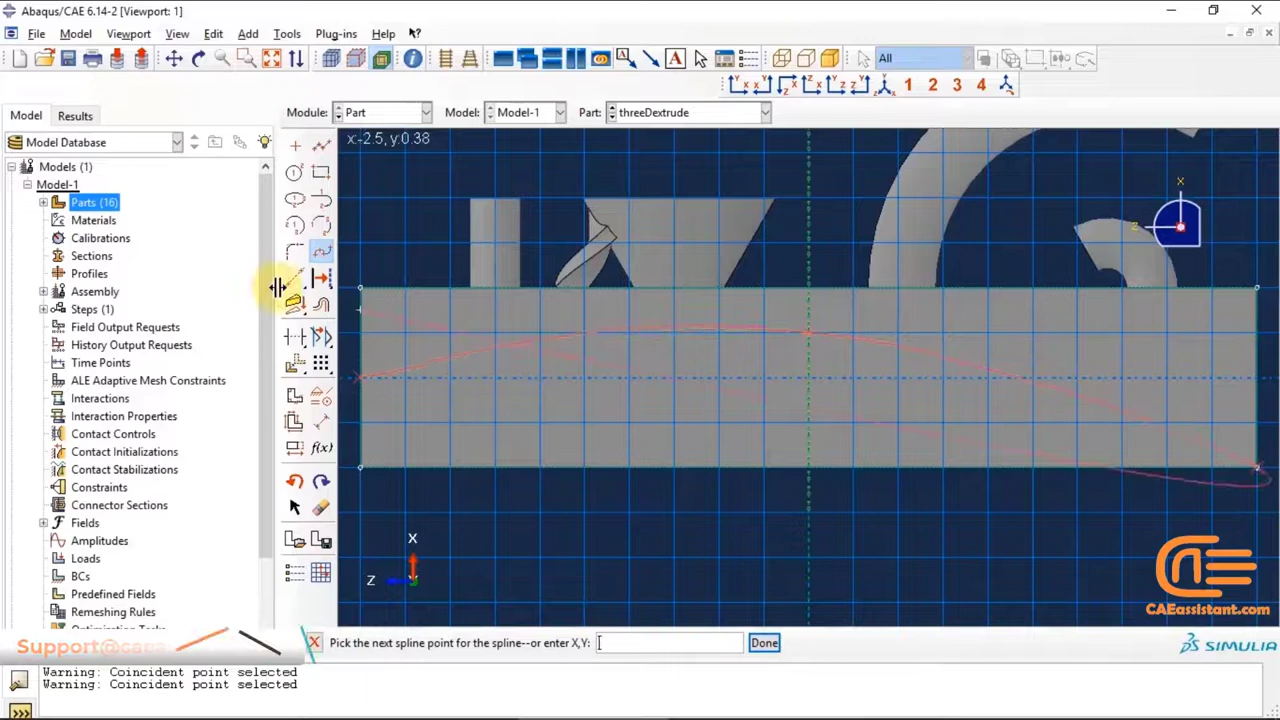 Abaqus/CAE 6.14-2 [Viewport: 1]
File Model Viewport View Edit Add Tools Plug-ins Help
All
1 2 3 4
Model Results
Module: Part Model: Model-1 Part: threeDextrude
Model Database
x:-2.5, y:0.38
Models (1)
Model-1
Parts (16)
Materials
Calibrations
Sections
Profiles
Assembly
Steps (1)
Field Output Requests
History Output Requests
Time Points
ALE Adaptive Mesh Constraints
Interactions
Interaction Properties
Contact Controls
Contact Initializations
Contact Stabilizations
Constraints
Connector Sections
Fields
Amplitudes
Loads
BCs
Predefined Fields
Remeshing Rules
f(x)
X
Z
X
Z
CAEassistant.com
Pick the next spline point for the spline--or enter X,Y: Done
SIMULIA
Warning: Coincident point selected
Warning: Coincident point selected